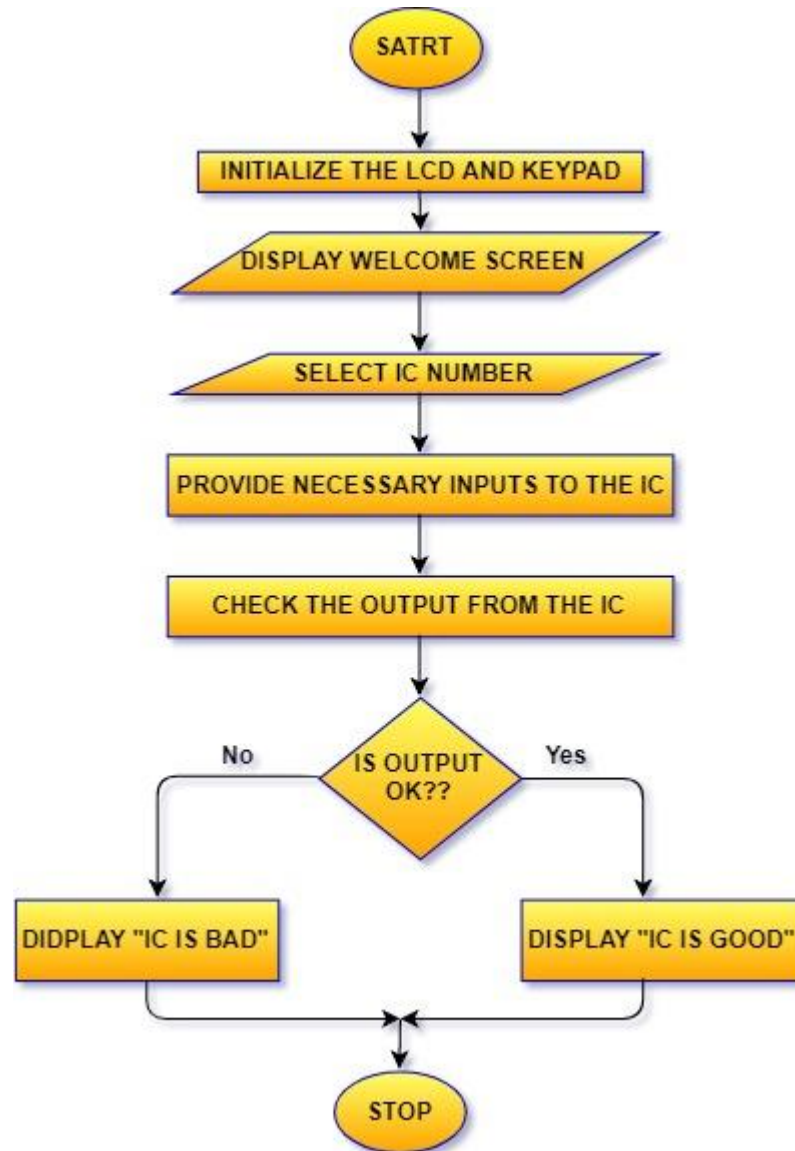 SATRT
INITIALIZE THE LCD AND KEYPAD
DISPLAY WELCOME SCREEN
SELECT IC NUMBER
PROVIDE NECESSARY INPUTS TO THE IC
CHECK THE OUTPUT FROM THE IC
No
IS OUTPUT
OK??
Yes
DIDPLAY "IC IS BAD"
DISPLAY "IC IS GOOD"
STOP